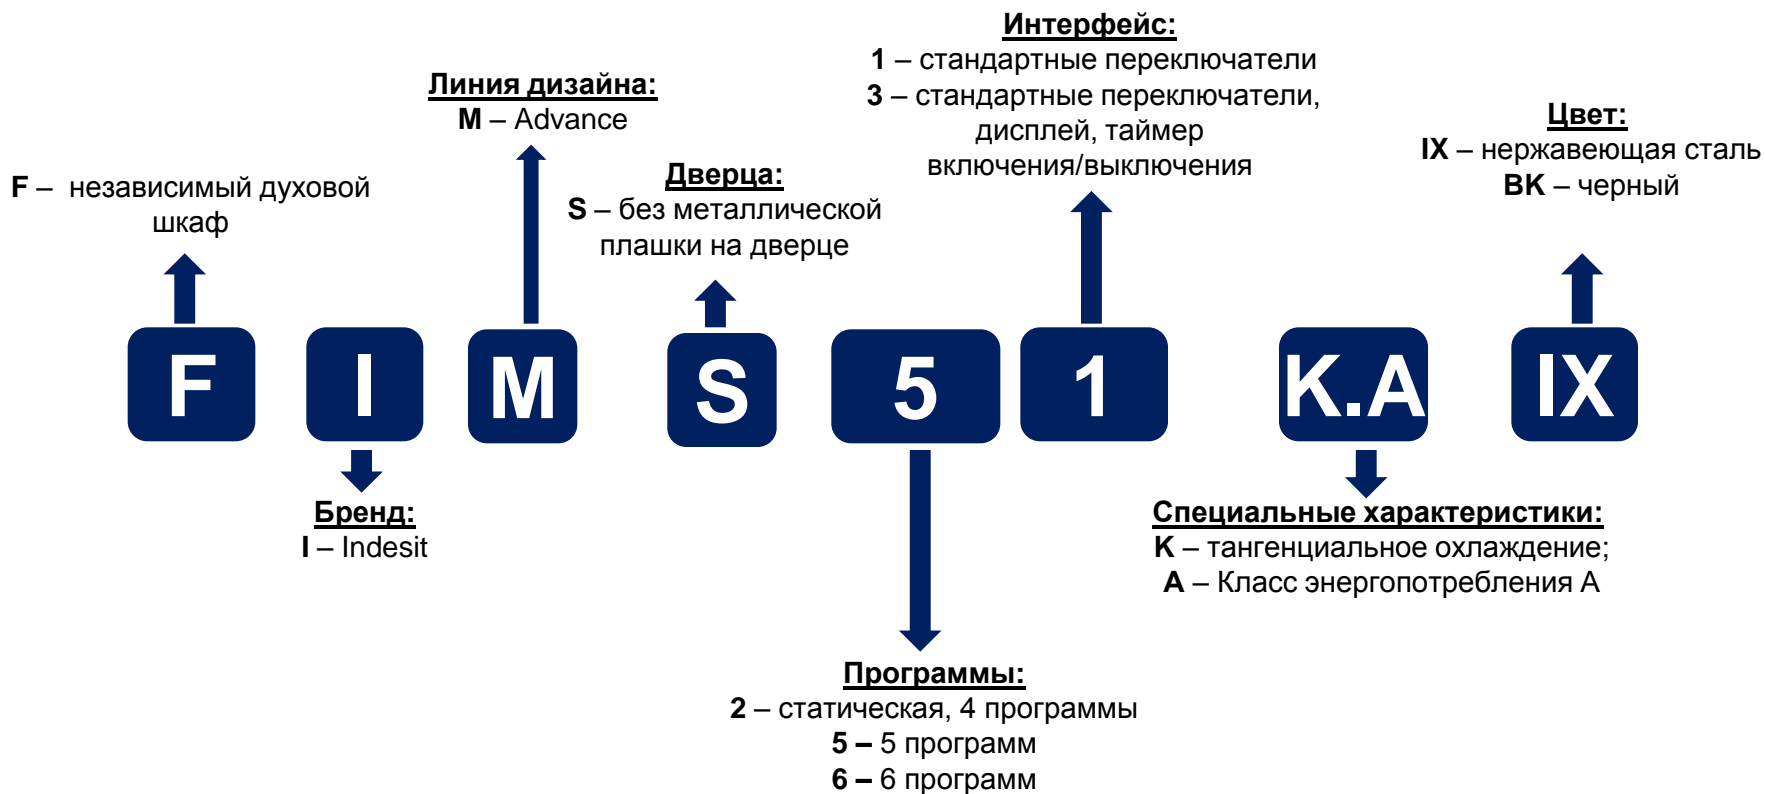 F – независимый духовой
шкаф
Линия дизайна:
M – Advance
Дверца:
S – без металлической
плашки на дверце
Интерфейс:
1 – стандартные переключатели
3 – стандартные переключатели,
дисплей, таймер
включения/выключения
Цвет:
IX – нержавеющая сталь
BK – черный
F I M S 5 1 K.A IX
Бренд:
I – Indesit
Программы:
2 – статическая, 4 программы
5 – 5 программ
6 – 6 программ
Специальные характеристики:
K – тангенциальное охлаждение;
A – Класс энергопотребления А